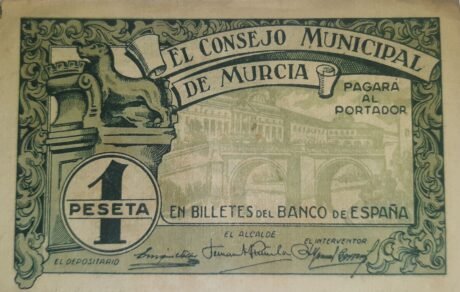 EL CONSEJO MUNICIPAL
DE MURCIA
PAGARA
AL
PORTADOR
1
PESETA
EN BILLETES DEL BANCO DE ESPAÑA
EL DEPOSITARIO
EL ALCALDE
EL INTERVENTOR